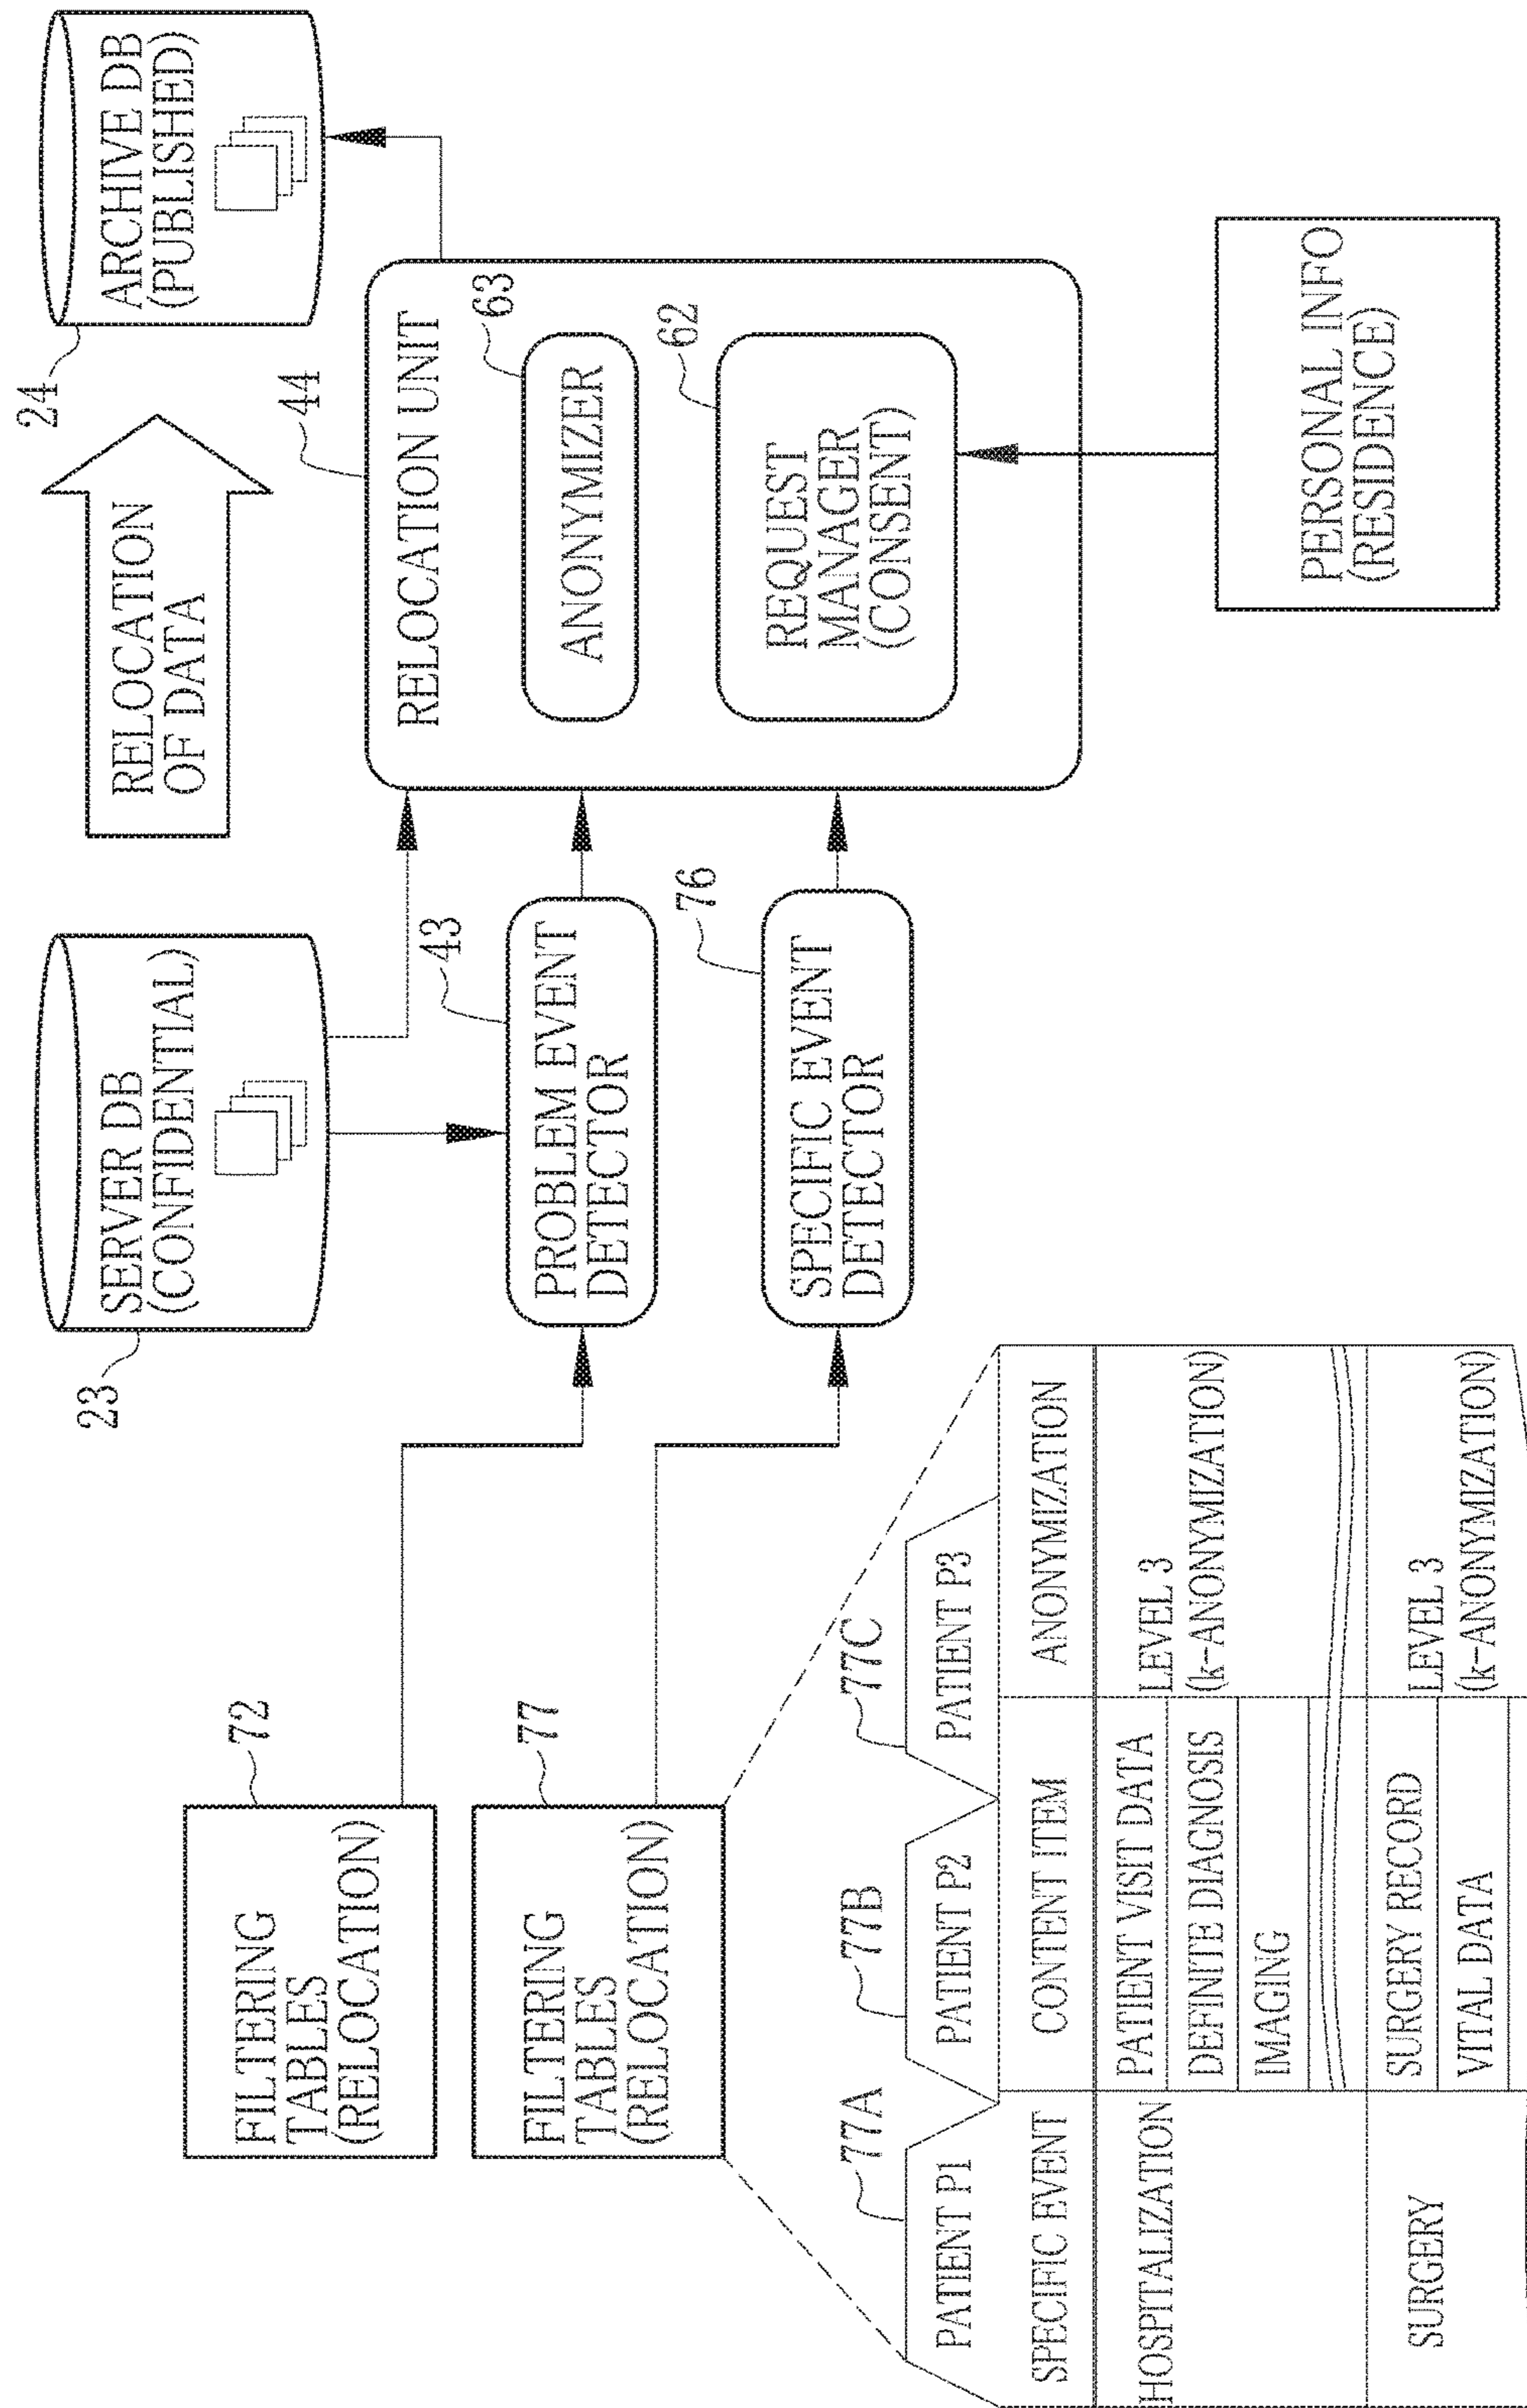 23
SERVER DB
(CONFIDENTIAL)
RELOCATION
OF DATA
24
ARCHIVE DB
(PUBLISHED)
72
FILTERING
TABLES
(RELOCATION)
77
FILTERING
TABLES
(RELOCATION)
43
PROBLEM EVENT
DETECTOR
76
SPECIFIC EVENT
DETECTOR
44
RELOCATION UNIT
63
ANONYMIZER
62
REQUEST
MANAGER
(CONSENT)
PERSONAL INFO
(RESIDENCE)
77A
77B
77C
PATIENT P1
PATIENT P2
PATIENT P3
SPECIFIC EVENT
CONTENT ITEM
ANONYMIZATION
HOSPITALIZATION
PATIENT VISIT DATA
DEFINITE DIAGNOSIS
IMAGING
LEVEL 3
(k-ANONYMIZATION)
SURGERY
SURGERY RECORD
VITAL DATA
LEVEL 3
(k-ANONYMIZATION)